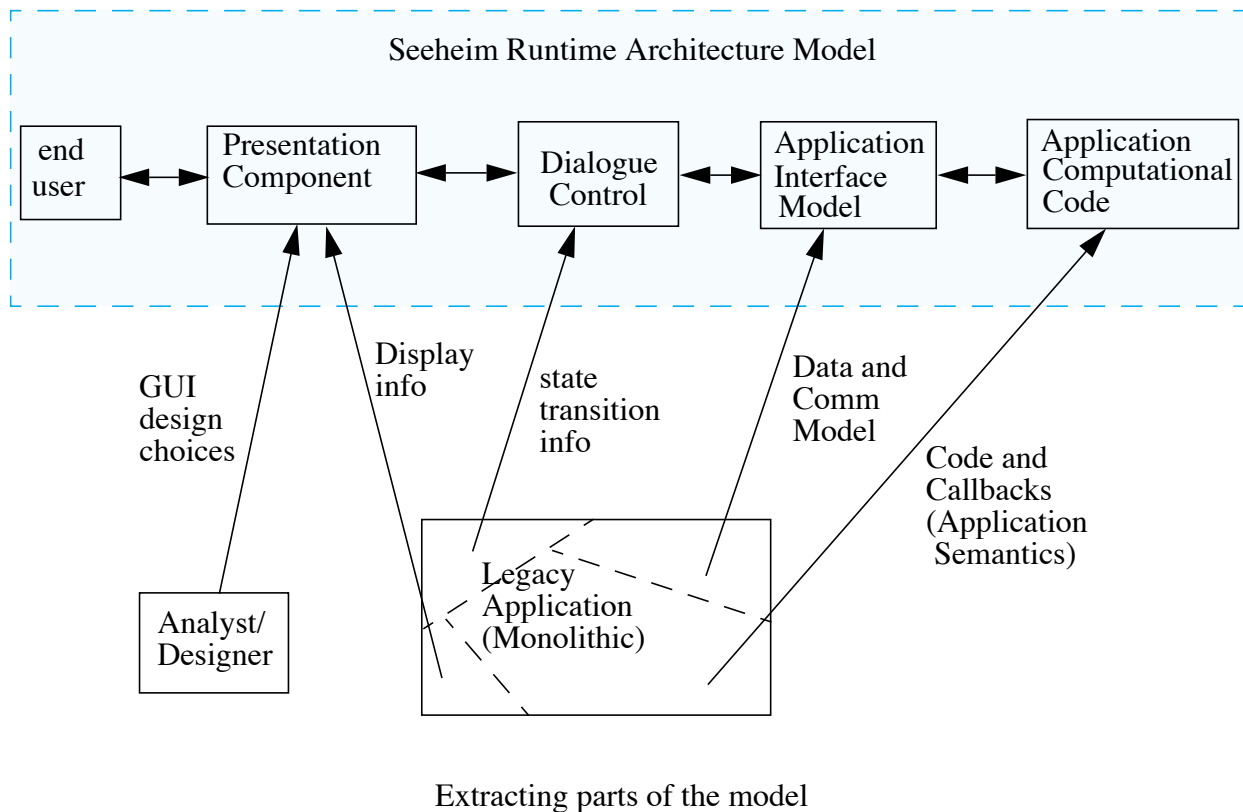 Seeheim Runtime Architecture Model
end
user
Presentation
Component
Dialogue
Control
Application
Interface
Model
Application
Computational
Code
GUI
design
choices
Display
info
state
transition
info
Data and
Comm
Model
Code and
Callbacks
(Application
Semantics)
Analyst/
Designer
Legacy
Application
(Monolithic)
Extracting parts of the model